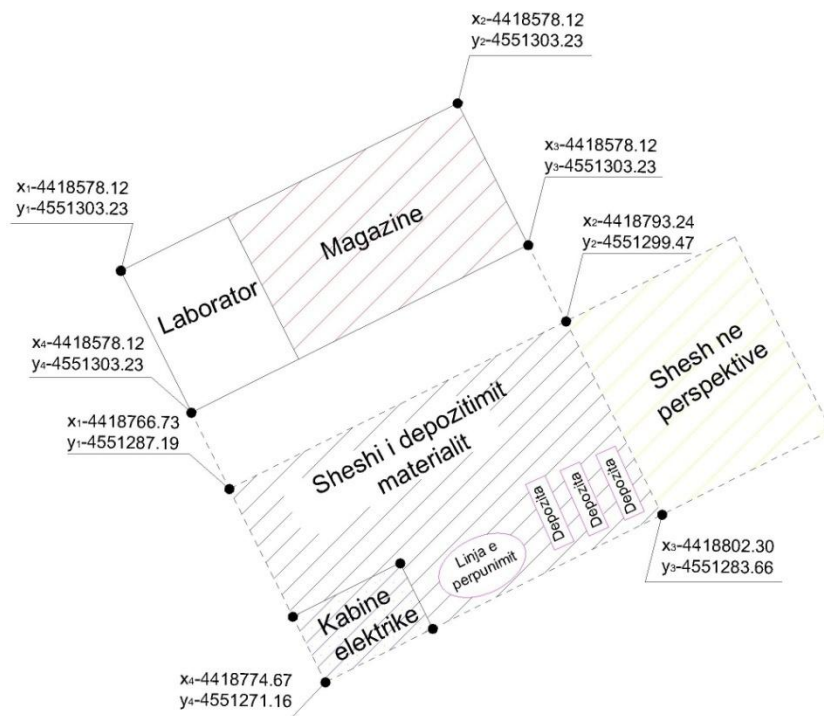 x₂-4418578.12
y₂-4551303.23
x₃-4418578.12
y₃-4551303.23
x₁-4418578.12
y₁-4551303.23
Magazine
x₂-4418793.24
y₂-4551299.47
Laborator
x₄-4418578.12
y₄-4551303.23
Shesh ne
perspektive
x₁-4418766.73
y₁-4551287.19
Sheshi i depozitimit
materialit
Depozita
Depozita
Depozita
Linja e
perpunimit
x₃-4418802.30
y₃-4551283.66
Kabine
elektrike
x₄-4418774.67
y₄-4551271.16